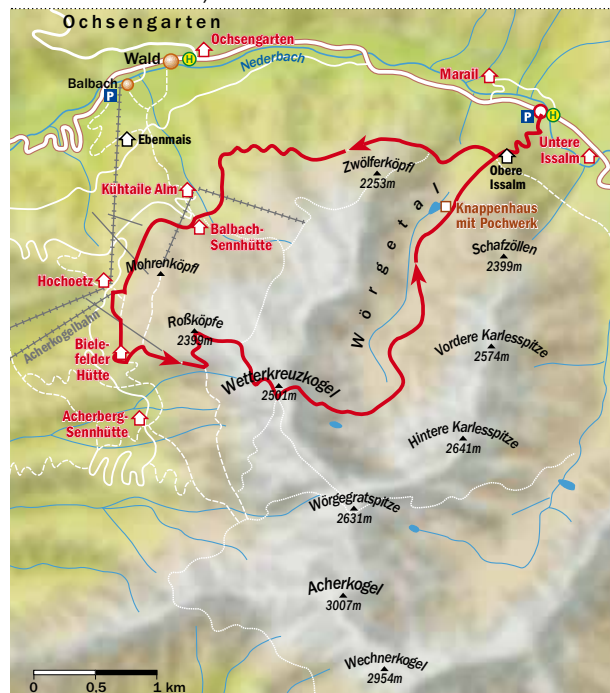 Ochsengarten
Ochsengarten
Wald
H
Nederbach
Balbach
P
Marail
P
H
Ebenmais
Untere
Issalm
Obere
Issalm
Zwölferköpfl
2253m
Kühtaile Alm
Knappenhaus
mit Pochwerk
Balbach-
Sennhütte
Wörgetal
Schafzöllen
2399m
Mohrenköpfl
Hochoetz
Acherkogelbahn
Roßköpfe
2399m
Biele-
felder
Hütte
Vordere Karlesspitze
2574m
Wetterkreuzkogel
2501m
Acherberg-
Sennhütte
Hintere Karlesspitze
2641m
Wörgegratspitze
2631m
Acherkogel
3007m
Wechnerkogel
2954m
0 0,5 1 km